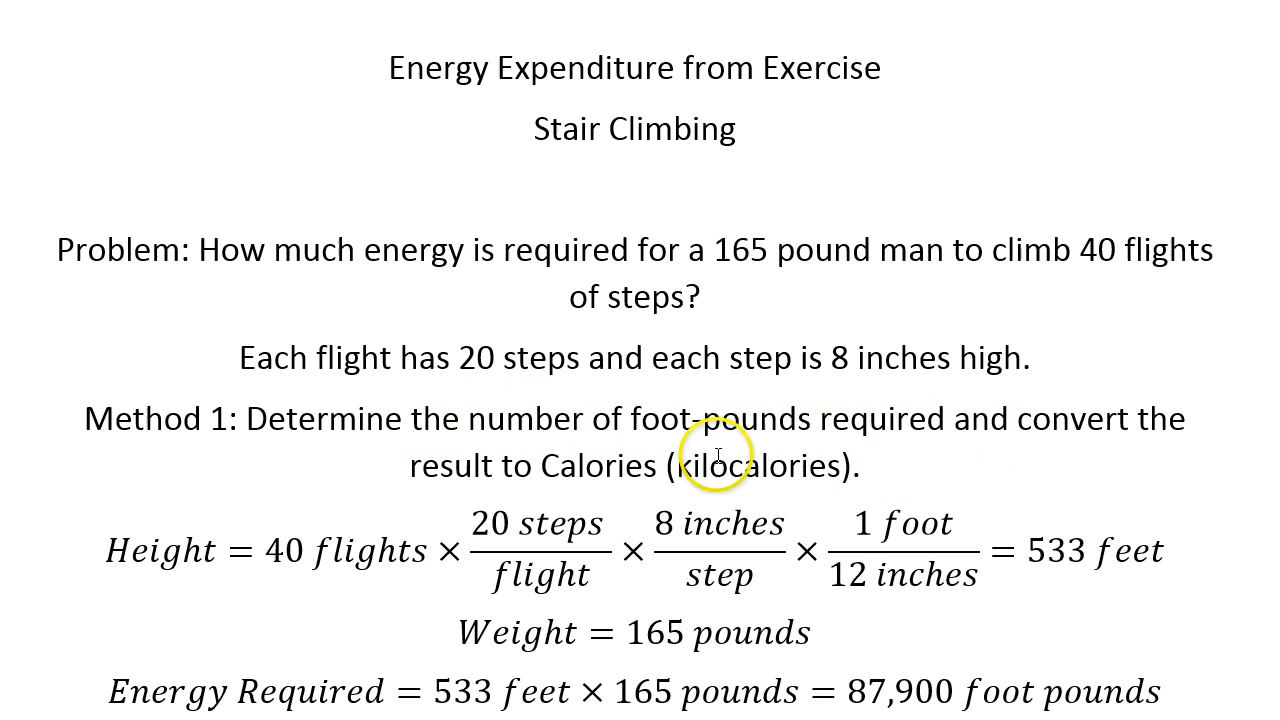 Energy Expenditure from Exercise
Stair Climbing
Problem: How much energy is required for a 165 pound man to climb 40 flights
of steps?
Each flight has 20 steps and each step is 8 inches high.
Method 1: Determine the number of foot-pounds required and convert the
result to Calories (kilocalories).
Height = 40 flights × 20 steps/flight × 8 inches/step × 1 foot/12 inches = 533 feet
Weight = 165 pounds
Energy Required = 533 feet × 165 pounds = 87,900 foot pounds